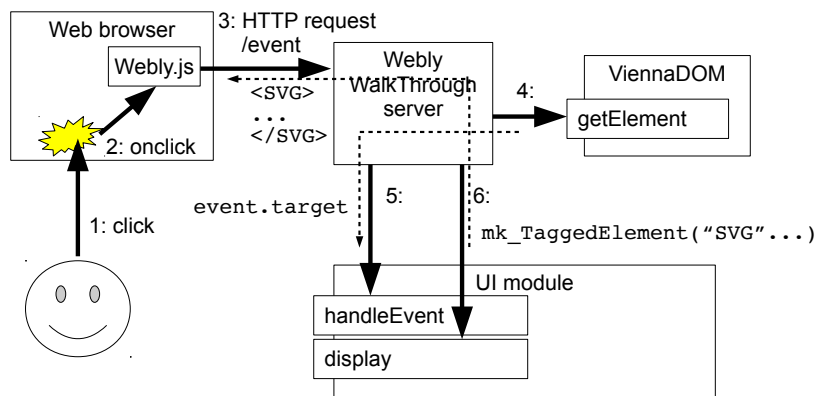 Web browser
3: HTTP request
/event
Webly.js
Webly
WalkThrough
server
ViennaDOM
4:
getElement
<SVG>
...
</SVG>
2: onclick
event.target
5:
6:
1: click
mk_TaggedElement(“SVG”...)
UI module
handleEvent
display